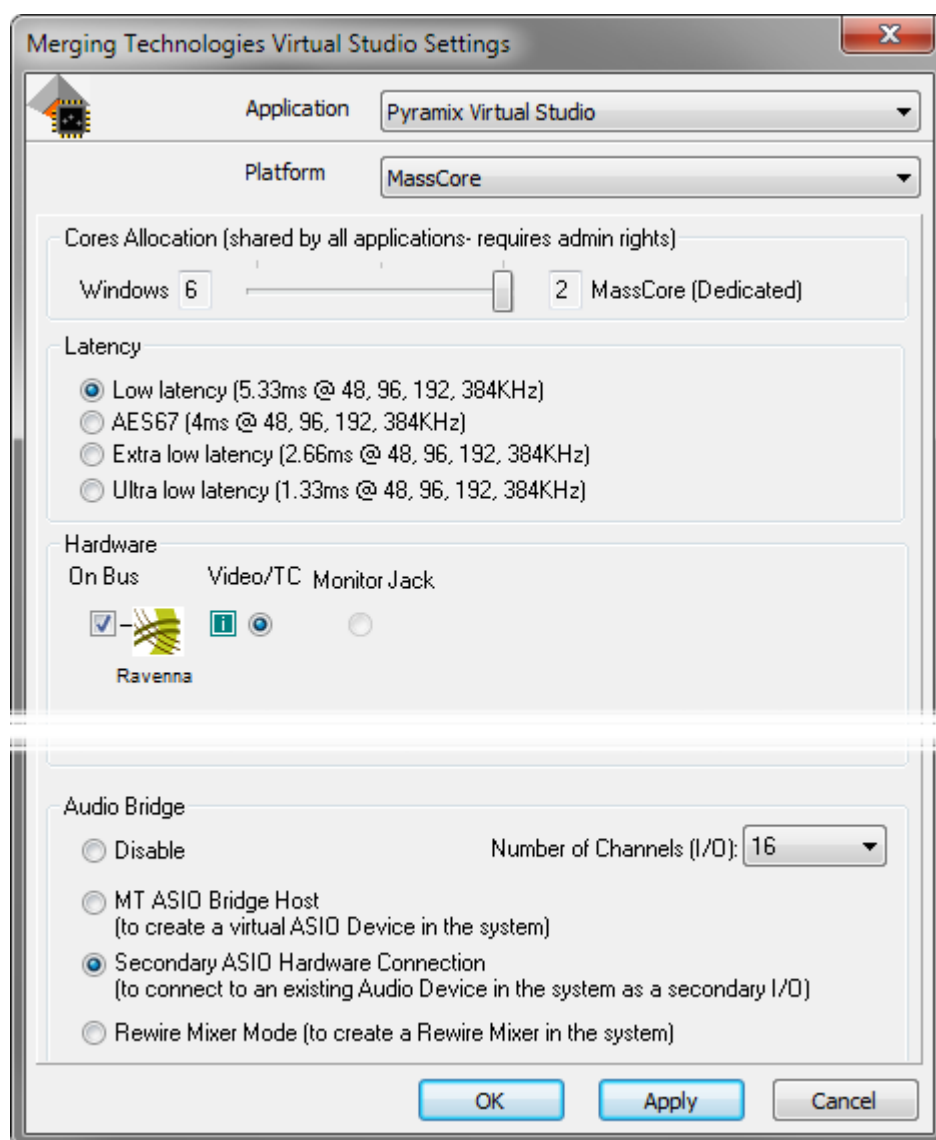 Merging Technologies Virtual Studio Settings
Application
Pyramix Virtual Studio
Platform
MassCore
Cores Allocation (shared by all applications- requires admin rights)
Windows 6 2 MassCore (Dedicated)
Latency
Low latency (5.33ms @ 48, 96, 192, 384KHz)
AES67 (4ms @ 48, 96, 192, 384KHz)
Extra low latency (2.66ms @ 48, 96, 192, 384KHz)
Ultra low latency (1.33ms @ 48, 96, 192, 384KHz)
Hardware
On Bus Video/TC Monitor Jack
i
Ravenna
Audio Bridge
Disable Number of Channels (I/O): 16
MT ASIO Bridge Host
(to create a virtual ASIO Device in the system)
Secondary ASIO Hardware Connection
(to connect to an existing Audio Device in the system as a secondary I/O)
Rewire Mixer Mode (to create a Rewire Mixer in the system)
OK Apply Cancel